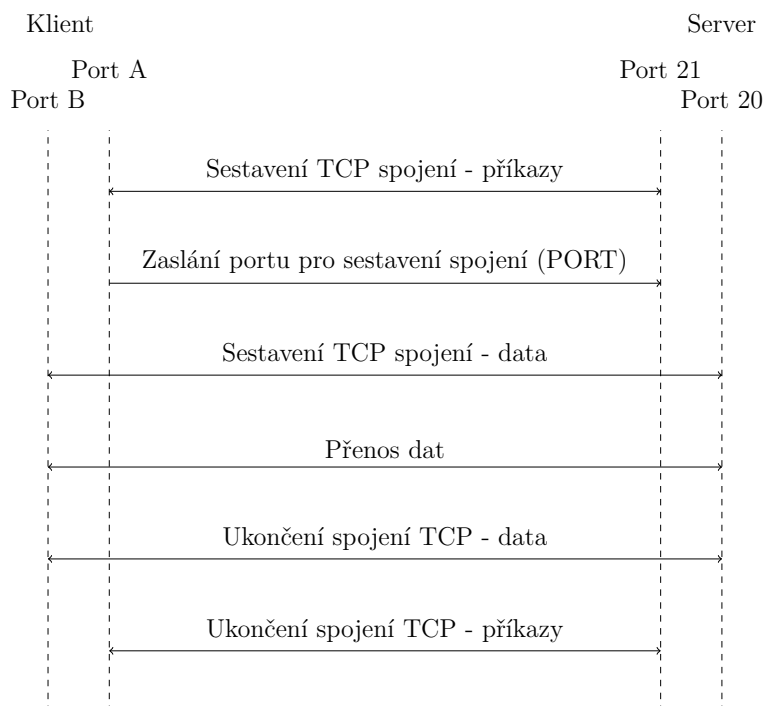 Klient
Server
Port A
Port 21
Port B
Port 20
Sestavení TCP spojení - příkazy
Zaslání portu pro sestavení spojení (PORT)
Sestavení TCP spojení - data
Přenos dat
Ukončení spojení TCP - data
Ukončení spojení TCP - příkazy